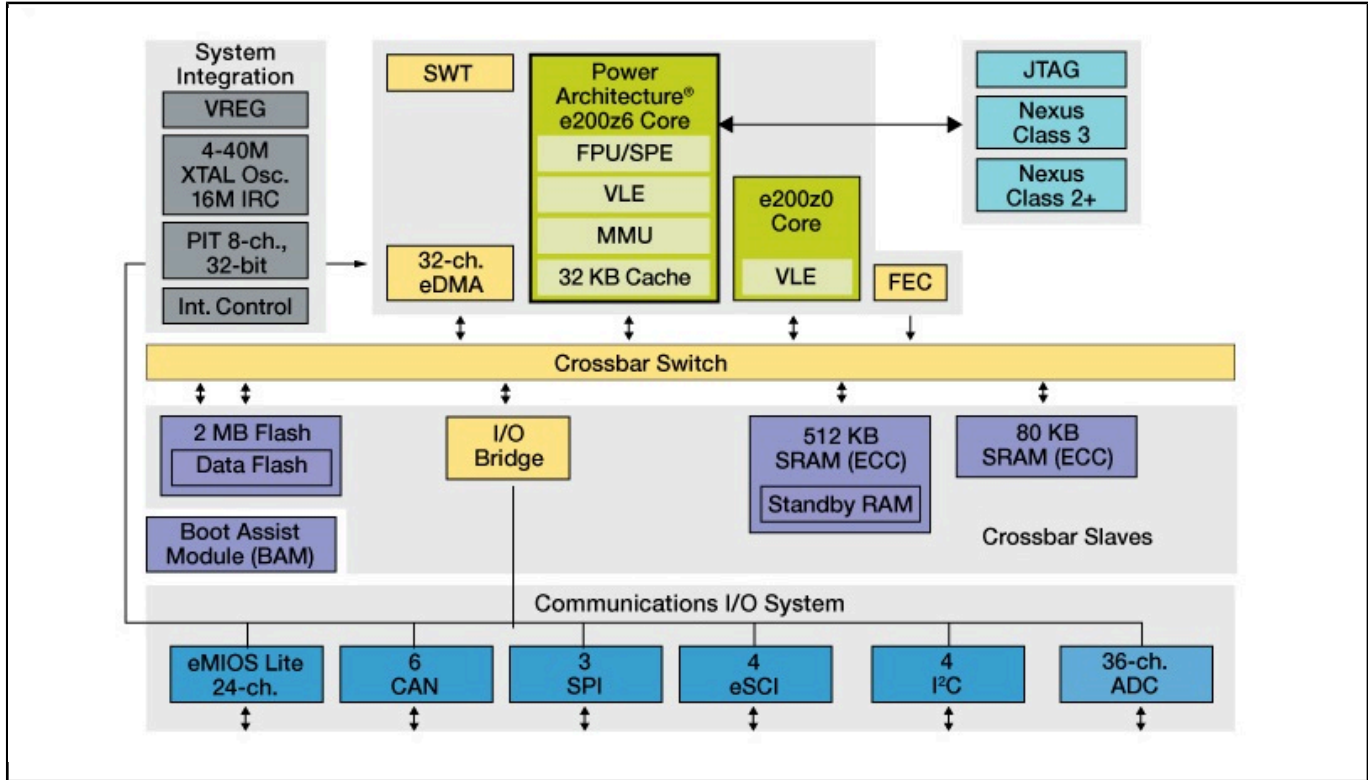 System
Integration
VREG
4-40M
XTAL Osc.
16M IRC
PIT 8-ch.,
32-bit
Int. Control
SWT
32-ch.
eDMA
Power
Architecture®
e200z6 Core
FPU/SPE
VLE
MMU
32 KB Cache
e200z0
Core
VLE
FEC
JTAG
Nexus
Class 3
Nexus
Class 2+
Crossbar Switch
2 MB Flash
Data Flash
Boot Assist
Module (BAM)
I/O
Bridge
512 KB
SRAM (ECC)
Standby RAM
80 KB
SRAM (ECC)
Crossbar Slaves
Communications I/O System
eMIOS Lite
24-ch.
6
CAN
3
SPI
4
eSCI
4
I²C
36-ch.
ADC